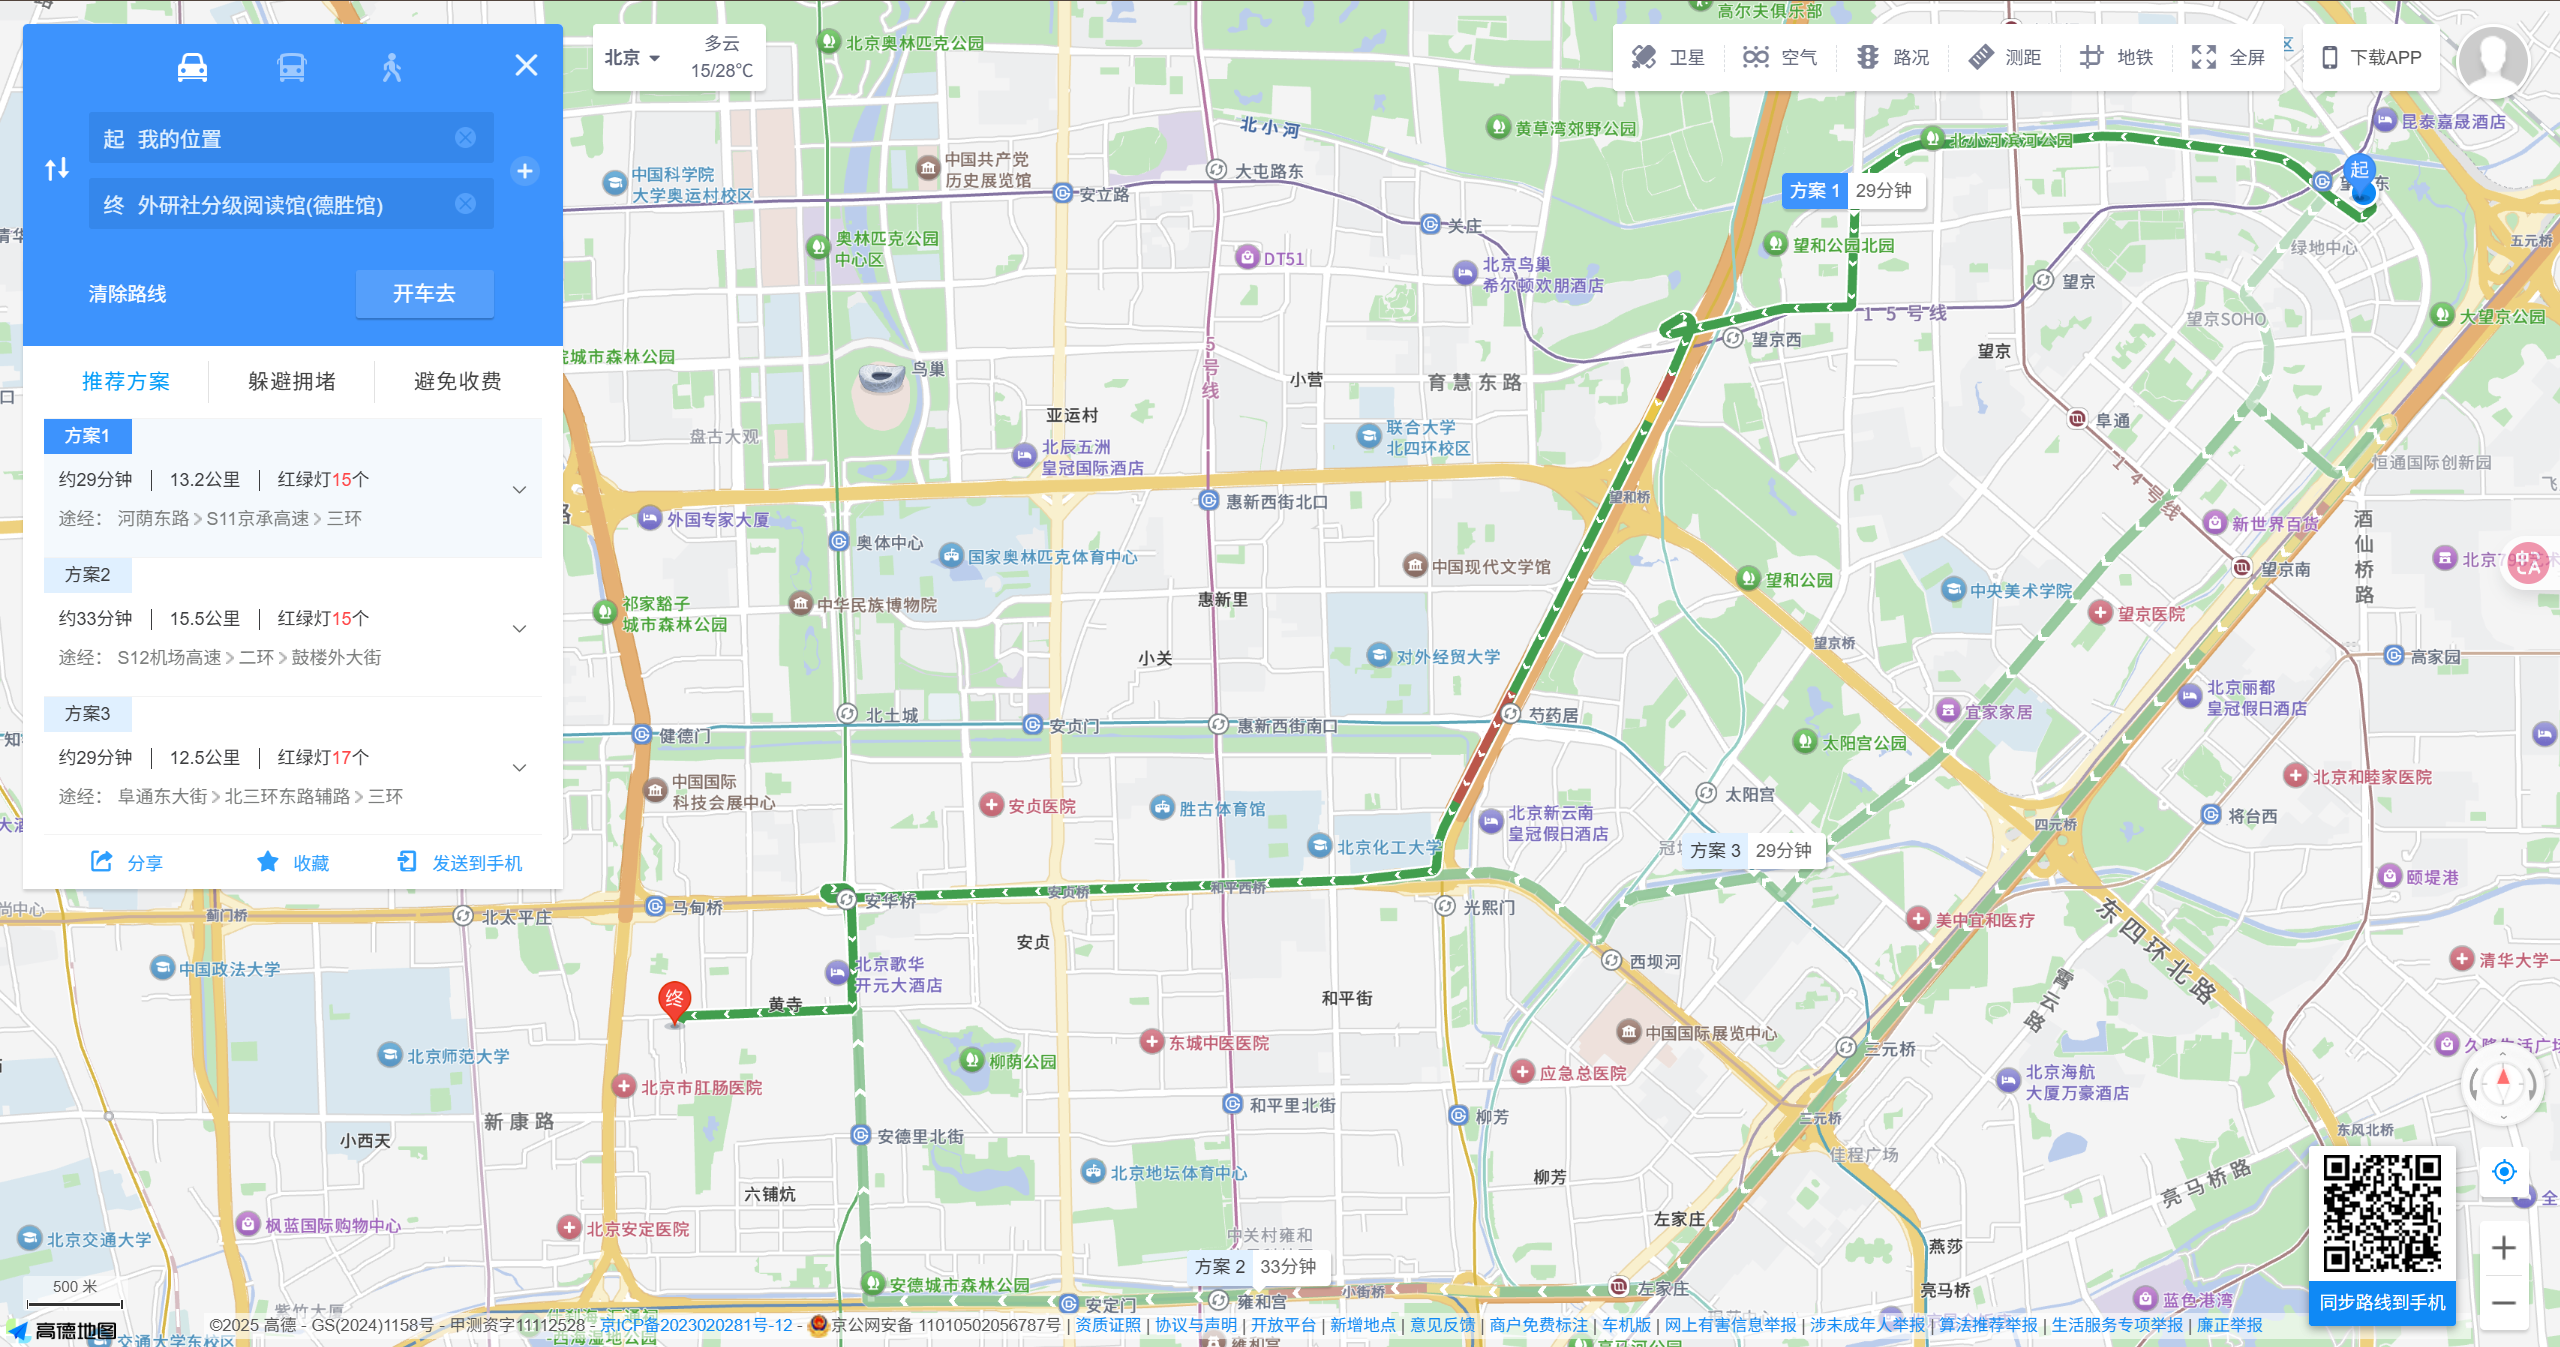 起 我的位置
终 外研社分级阅读馆(德胜馆)
清除路线
开车去
推荐方案
躲避拥堵
避免收费
方案1
约29分钟 | 13.2公里 | 红绿灯15个
途经： 河荫东路 > S11京承高速 > 三环
方案2
约33分钟 | 15.5公里 | 红绿灯15个
途经： S12机场高速 > 二环 > 鼓楼外大街
方案3
约29分钟 | 12.5公里 | 红绿灯17个
途经： 阜通东大街 > 北三环东路辅路 > 三环
分享
收藏
发送到手机
北京
多云
15/28℃
卫星
空气
路况
测距
地铁
全屏
下载APP
高尔夫俱乐部
北京奥林匹克公园
北小河
黄草湾郊野公园
北小河滨河公园
昆泰嘉晟酒店
中国科学院
大学奥运村校区
中国共产党
历史展览馆
安立路
大屯路东
关庄
方案 1 29分钟
起
奥林匹克公园
中心区
DT51
北京鸟巢
希尔顿欢朋酒店
望和公园北园
绿地中心
五元桥
望京
15号线
望京SOHO
大望京公园
望京西
望京
城市森林公园
鸟巢
5号线
小营
育慧东路
亚运村
盘古大观
北辰五洲
皇冠国际酒店
联合大学
北四环校区
阜通
14号线
恒通国际创新园
望和桥
惠新西街北口
外国专家大厦
奥体中心
国家奥林匹克体育中心
中国现代文学馆
新世界百货
酒仙桥路
望京南
望和公园
中央美术学院
望京医院
祁家豁子
城市森林公园
中华民族博物院
惠新里
小关
对外经贸大学
望京桥
高家园
北京丽都
皇冠假日酒店
宜家家居
北土城
安贞门
惠新西街南口
芍药居
健德门
太阳宫公园
中国国际
科技会展中心
安贞医院
胜古体育馆
太阳宫
北京和睦家医院
北京新云南
皇冠假日酒店
将台西
四元桥
北京化工大学
方案 3 29分钟
颐堤港
蓟门桥
北太平庄
马甸桥
安华桥
安贞桥
和平西桥
光熙门
美中宜和医疗
东四环北路
安贞
西坝河
中国政法大学
北京歌华
开元大酒店
清华大学一
终
黄寺
和平街
霄云路
中国国际展览中心
北京师范大学
柳荫公园
东城中医医院
三元桥
北京市肛肠医院
应急总医院
北京海航
大厦万豪酒店
新康路
和平里北街
柳芳
三元桥
小西天
安德里北街
东风北桥
佳程广场
北京地坛体育中心
柳芳
亮马桥路
六铺炕
枫蓝国际购物中心
北京安定医院
左家庄
中关村雍和
北京交通大学
燕莎
方案 2 33分钟
安德城市森林公园
安定门
雍和宫
小街桥
左家庄
亮马桥
蓝色港湾
同步路线到手机
500 米
高德地图
紫竹大厦
交通大学东校区
©2025 高德 - GS(2024)1158号 - 甲测资字11112528 - 京ICP备2023020281号-12 - 京公网安备 11010502056787号 | 资质证照 | 协议与声明 | 开放平台 | 新增地点 | 意见反馈 | 商户免费标注 | 车机版 | 网上有害信息举报 | 涉未成年人举报 | 算法推荐举报 | 生活服务专项举报 | 廉正举报
雍和宫